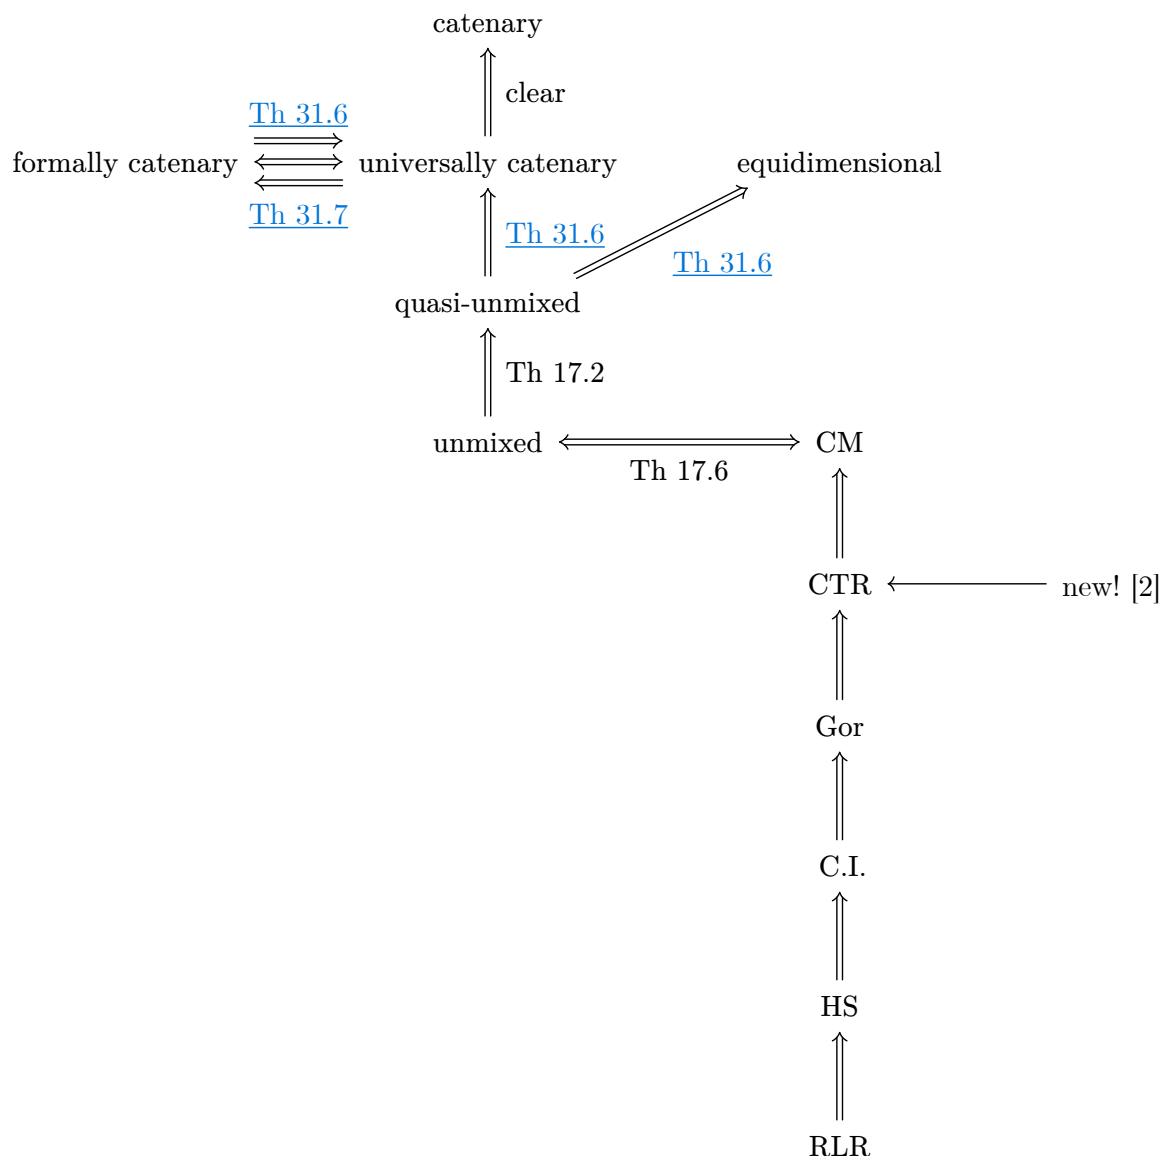 catenary
clear
Th 31.6
formally catenary
universally catenary
equidimensional
Th 31.7
Th 31.6
Th 31.6
quasi-unmixed
Th 17.2
unmixed
CM
Th 17.6
CTR
new! [2]
Gor
C.I.
HS
RLR